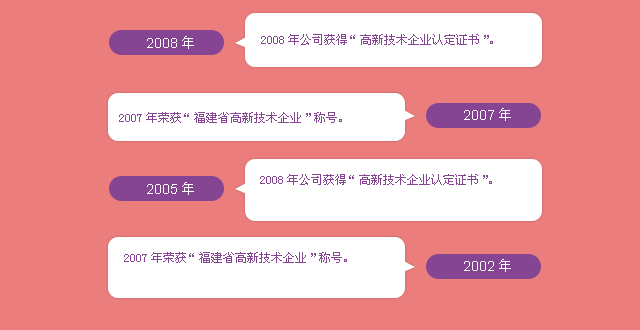 2008 年
2008 年公司获得“ 高新技术企业认定证书 ”。
2007 年荣获“ 福建省高新技术企业 ”称号。
2007 年
2005 年
2008 年公司获得“ 高新技术企业认定证书 ”。
2007 年荣获“ 福建省高新技术企业 ”称号。
2002 年